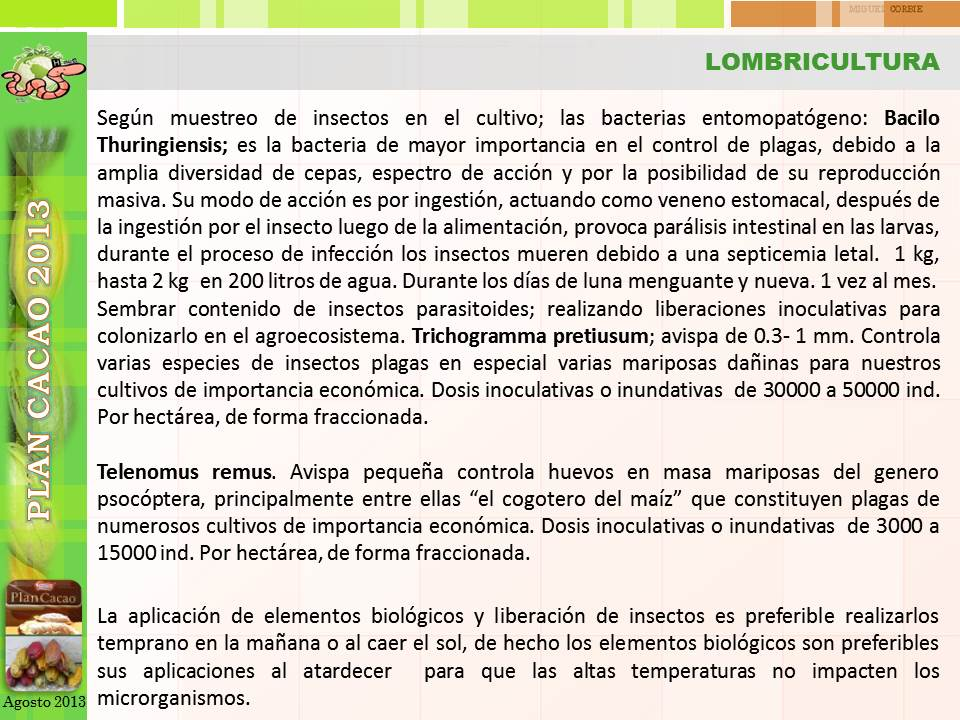 MIGUEL CORBIE
LOMBRICULTURA
Según muestreo de insectos en el cultivo; las bacterias entomopatógeno: Bacilo
Thuringiensis; es la bacteria de mayor importancia en el control de plagas, debido a la
amplia diversidad de cepas, espectro de acción y por la posibilidad de su reproducción
masiva. Su modo de acción es por ingestión, actuando como veneno estomacal, después de
la ingestión por el insecto luego de la alimentación, provoca parálisis intestinal en las larvas,
durante el proceso de infección los insectos mueren debido a una septicemia letal. 1 kg,
hasta 2 kg en 200 litros de agua. Durante los días de luna menguante y nueva. 1 vez al mes.
Sembrar contenido de insectos parasitoides; realizando liberaciones inoculativas para
colonizarlo en el agroecosistema. Trichogramma pretiusum; avispa de 0.3- 1 mm. Controla
varias especies de insectos plagas en especial varias mariposas dañinas para nuestros
cultivos de importancia económica. Dosis inoculativas o inundativas de 30000 a 50000 ind.
Por hectárea, de forma fraccionada.
Telenomus remus. Avispa pequeña controla huevos en masa mariposas del genero
psocóptera, principalmente entre ellas “el cogotero del maíz” que constituyen plagas de
numerosos cultivos de importancia económica. Dosis inoculativas o inundativas de 3000 a
15000 ind. Por hectárea, de forma fraccionada.
La aplicación de elementos biológicos y liberación de insectos es preferible realizarlos
temprano en la mañana o al caer el sol, de hecho los elementos biológicos son preferibles
sus aplicaciones al atardecer para que las altas temperaturas no impacten los
microrganismos.
PLAN CACAO 2013
Plan Cacao
Agosto 2013